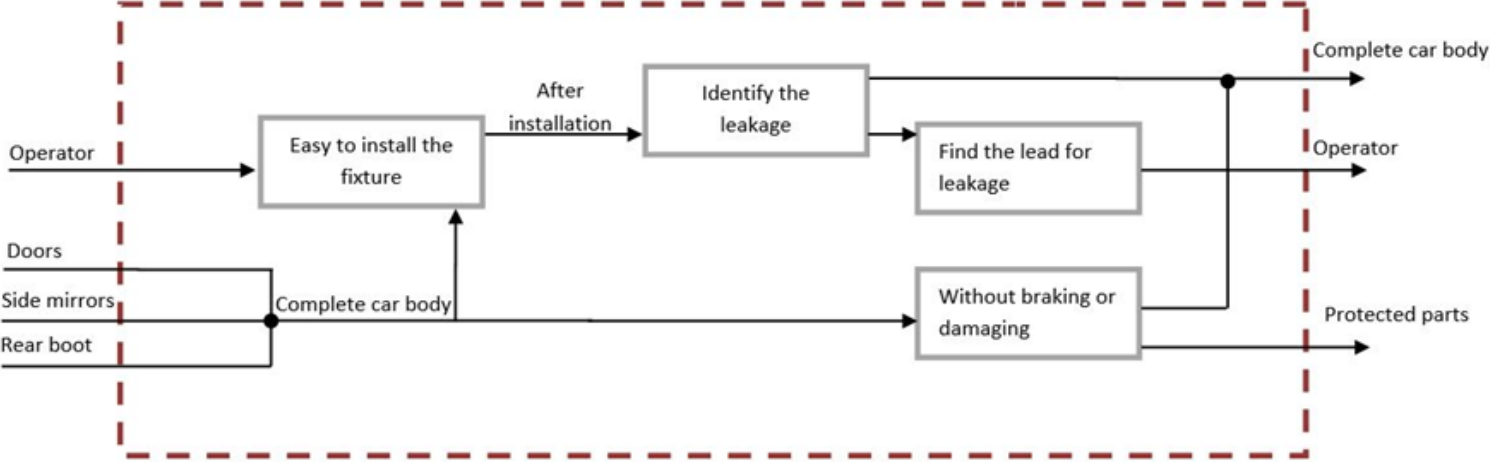 Complete car body
After
installation
Identify the
leakage
Operator
Easy to install the
fixture
Find the lead for
leakage
Operator
Doors
Side mirrors
Complete car body
Rear boot
Without braking or
damaging
Protected parts